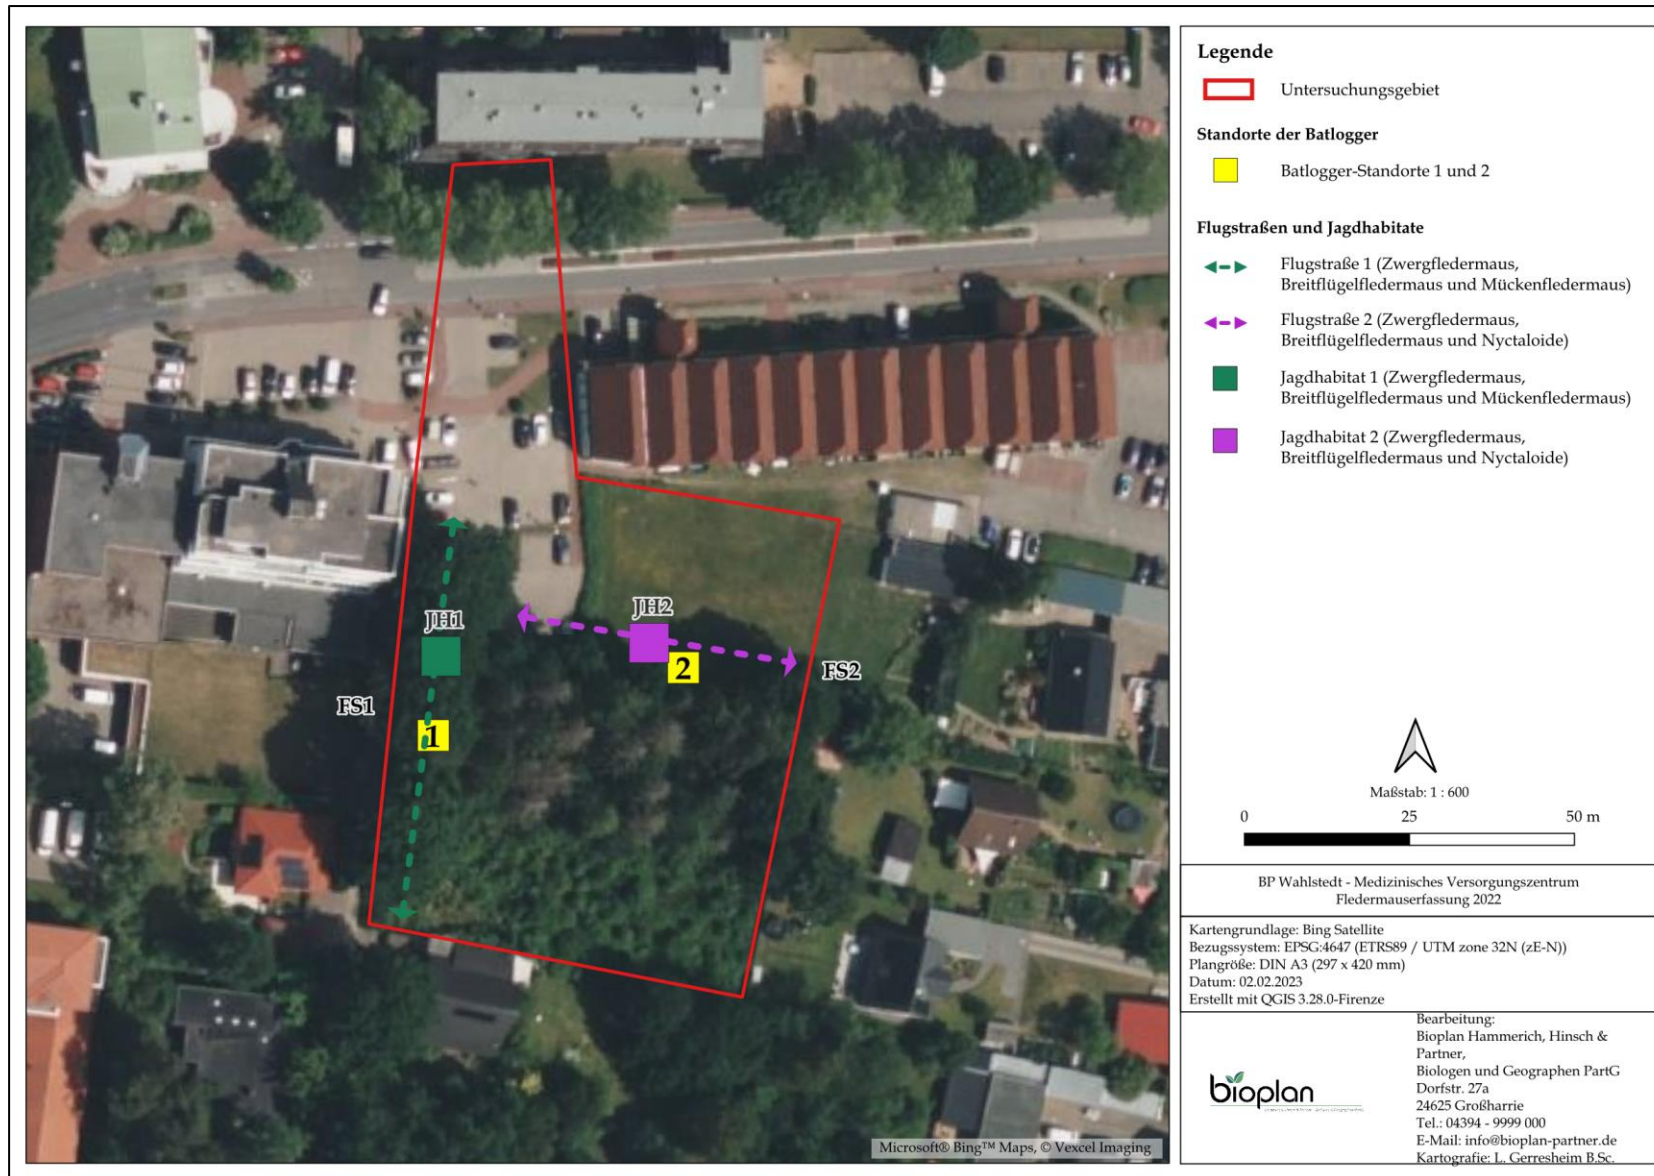 Legende
Untersuchungsgebiet
Standorte der Batlogger
Batlogger-Standorte 1 und 2
Flugstraßen und Jagdhabitate
Flugstraße 1 (Zwergfledermaus,
Breitflügelfledermaus und Mückenfledermaus)
Flugstraße 2 (Zwergfledermaus,
Breitflügelfledermaus und Nyctaloide)
Jagdhabitat 1 (Zwergfledermaus,
Breitflügelfledermaus und Mückenfledermaus)
Jagdhabitat 2 (Zwergfledermaus,
Breitflügelfledermaus und Nyctaloide)
JH1
JH2
2
FS2
FS1
1
Maßstab: 1 : 600
0 25 50 m
BP Wahlstedt - Medizinisches Versorgungszentrum
Fledermauserfassung 2022
Kartengrundlage: Bing Satellite
Bezugssystem: EPSG:4647 (ETRS89 / UTM zone 32N (zE-N))
Plangröße: DIN A3 (297 x 420 mm)
Datum: 02.02.2023
Erstellt mit QGIS 3.28.0-Firenze
bioplan
Bearbeitung:
Bioplan Hammerich, Hinsch &
Partner,
Biologen und Geographen PartG
Dorfstr. 27a
24625 Großharrie
Tel.: 04394 - 9999 000
E-Mail: info@bioplan-partner.de
Kartografie: L. Gerresheim B.Sc.
Microsoft® Bing™ Maps, © Vexcel Imaging